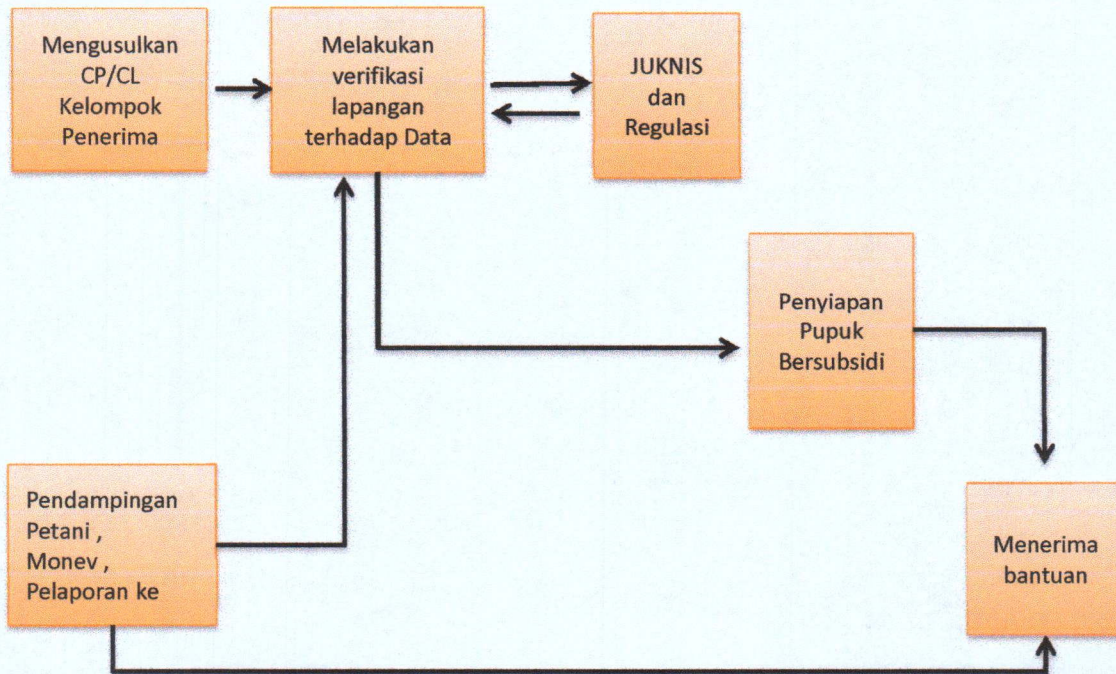 Mengusulkan
CP/CL
Kelompok
Penerima
Melakukan
verifikasi
lapangan
terhadap Data
JUKNIS
dan
Regulasi
Penyiapan
Pupuk
Bersubsidi
Pendampingan
Petani ,
Monev ,
Pelaporan ke
Menerima
bantuan